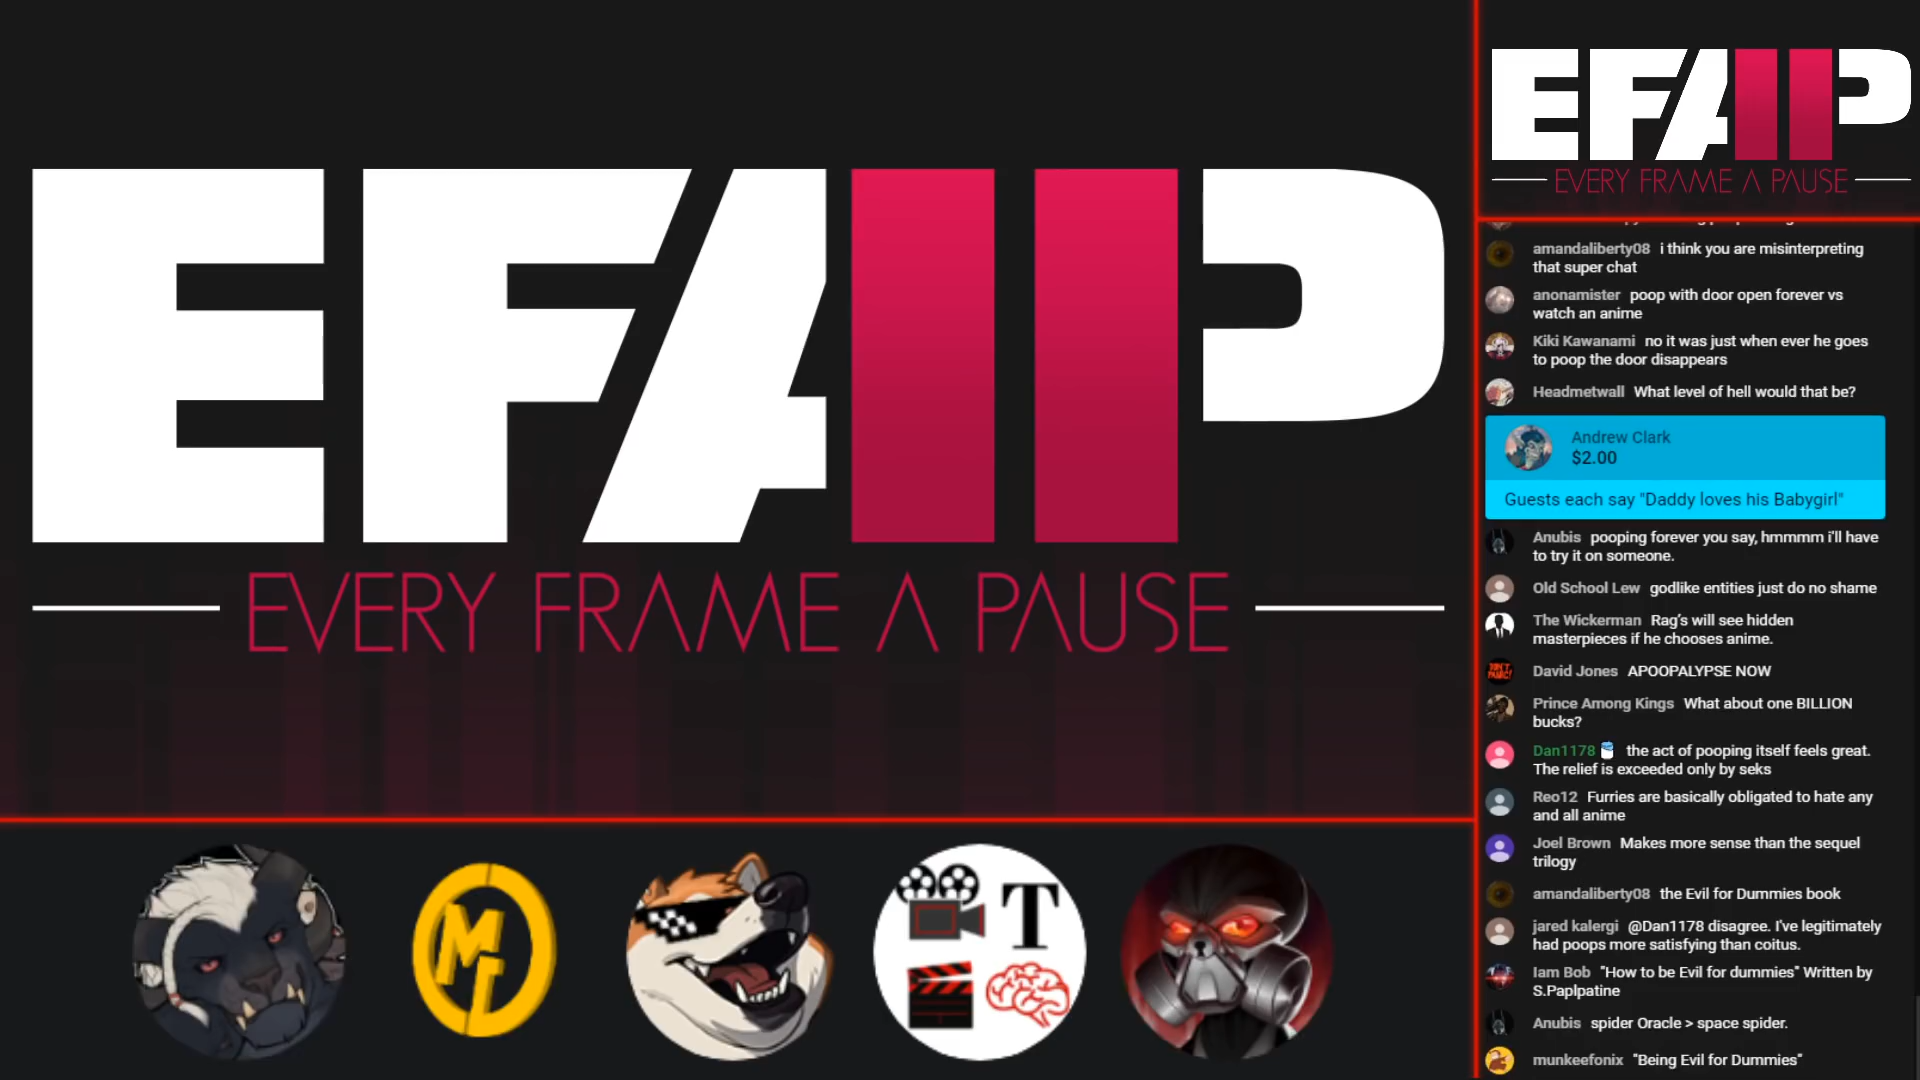 EFAP
EVERY FRAME A PAUSE
M
T
EFAP
EVERY FRAME A PAUSE
amandaliberty08 i think you are misinterpreting
that super chat
anonamister poop with door open forever vs
watch an anime
Kiki Kawanami no it was just when ever he goes
to poop the door disappears
Headmetwall What level of hell would that be?
Andrew Clark
$2.00
Guests each say "Daddy loves his Babygirl"
Anubis pooping forever you say, hmmmm i'll have
to try it on someone.
Old School Lew godlike entities just do no shame
The Wickerman Rag's will see hidden
masterpieces if he chooses anime.
DON'T PANIC!
David Jones APOOPALYPSE NOW
Prince Among Kings What about one BILLION
bucks?
Dan1178 the act of pooping itself feels great.
The relief is exceeded only by seks
Reo12 Furries are basically obligated to hate any
and all anime
Joel Brown Makes more sense than the sequel
trilogy
amandaliberty08 the Evil for Dummies book
jared kalergi @Dan1178 disagree. I've legitimately
had poops more satisfying than coitus.
Iam Bob "How to be Evil for dummies" Written by
S.Paplpatine
Anubis spider Oracle > space spider.
munkeefonix "Being Evil for Dummies"